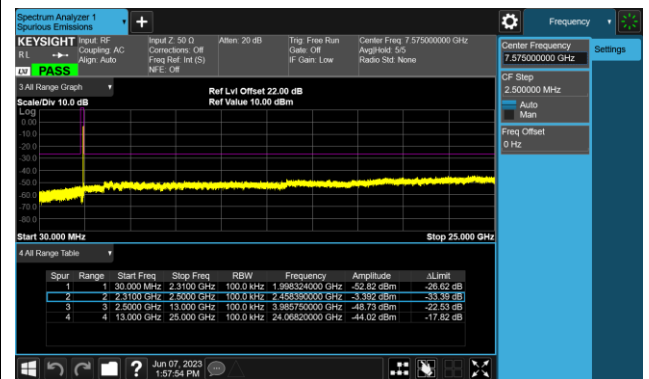 Spectrum Analyzer 1
Spurious Emissions
Frequency
KEYSIGHT
Input: RF
Coupling: AC
Align: Auto
Input Z: 50 Ω
Corrections: Off
Freq Ref: Int (S)
NFE: Off
Atten: 20 dB
Trig: Free Run
Gate: Off
IF Gain: Low
Center Freq: 7.575000000 GHz
Avg|Hold: 5/5
Radio Std: None
RL
LXI
PASS
Center Frequency
7.575000000 GHz
Settings
CF Step
2.500000 MHz
Auto
Man
Freq Offset
0 Hz
3 All Range Graph
Scale/Div 10.0 dB
Ref Lvl Offset 22.00 dB
Ref Value 10.00 dBm
Log
0.00
-10.0
-20.0
-30.0
-40.0
-50.0
-60.0
-70.0
-80.0
Start 30.000 MHz
Stop 25.000 GHz
4 All Range Table
Spur Range Start Freq Stop Freq RBW Frequency Amplitude ΔLimit
1 1 30.000 MHz 2.3100 GHz 100.0 kHz 1.998324000 GHz -52.82 dBm -26.62 dB
2 2 2.3100 GHz 2.5000 GHz 100.0 kHz 2.458390000 GHz -3.392 dBm -33.39 dB
3 3 2.5000 GHz 13.000 GHz 100.0 kHz 3.985750000 GHz -48.73 dBm -22.53 dB
4 4 13.000 GHz 25.000 GHz 100.0 kHz 24.06820000 GHz -44.02 dBm -17.82 dB
?
Jun 07, 2023
1:57:54 PM